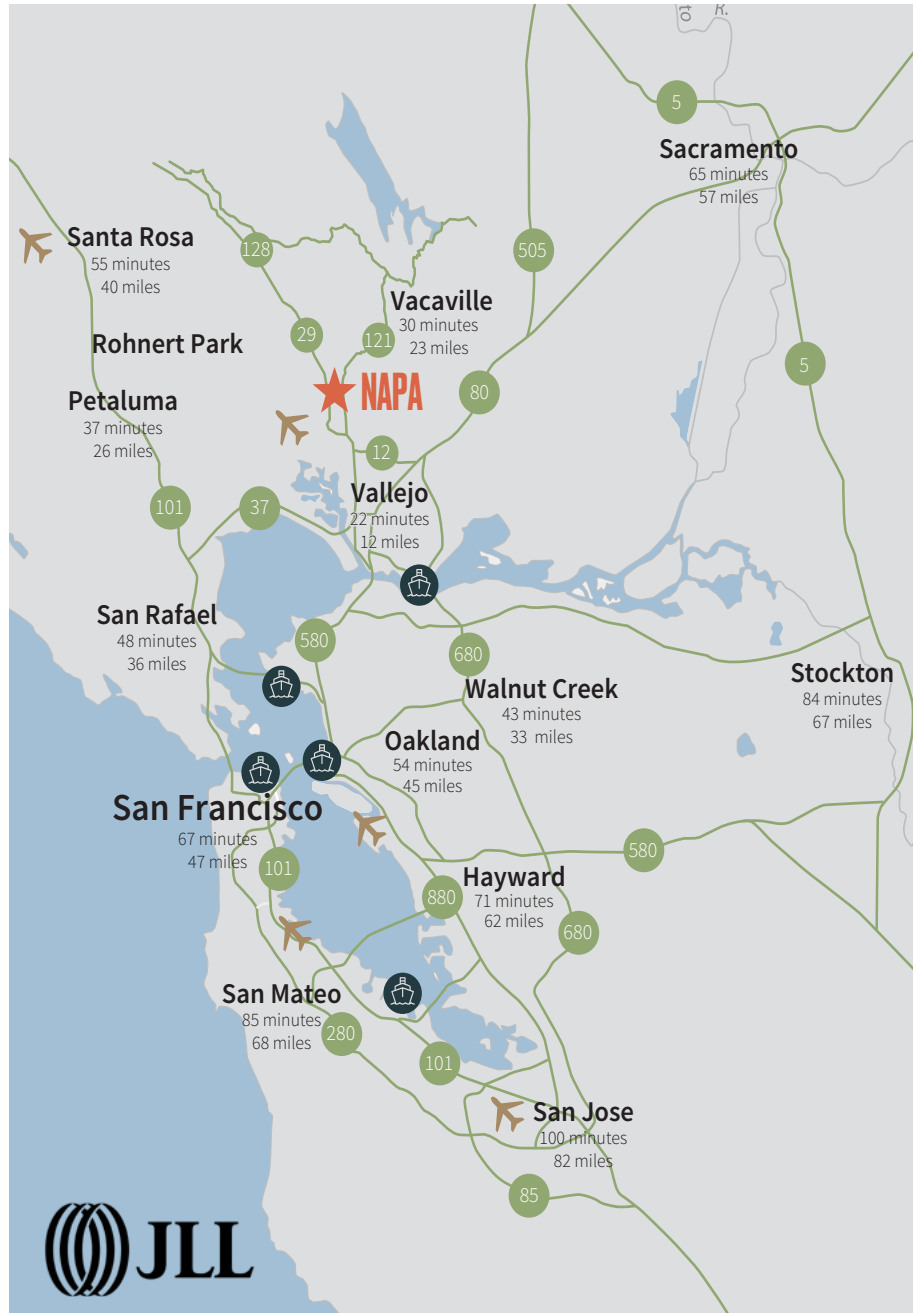 to
R.
5
Sacramento
65 minutes
57 miles
Santa Rosa
55 minutes
40 miles
128
505
Vacaville
30 minutes
23 miles
29
121
Rohnert Park
5
NAPA
80
Petaluma
37 minutes
26 miles
12
Vallejo
22 minutes
12 miles
101
37
San Rafael
48 minutes
36 miles
580
680
Walnut Creek
43 minutes
33 miles
Stockton
84 minutes
67 miles
Oakland
54 minutes
45 miles
San Francisco
67 minutes
47 miles
580
101
Hayward
71 minutes
62 miles
880
680
San Mateo
85 minutes
68 miles
280
101
San Jose
100 minutes
82 miles
85
JLL